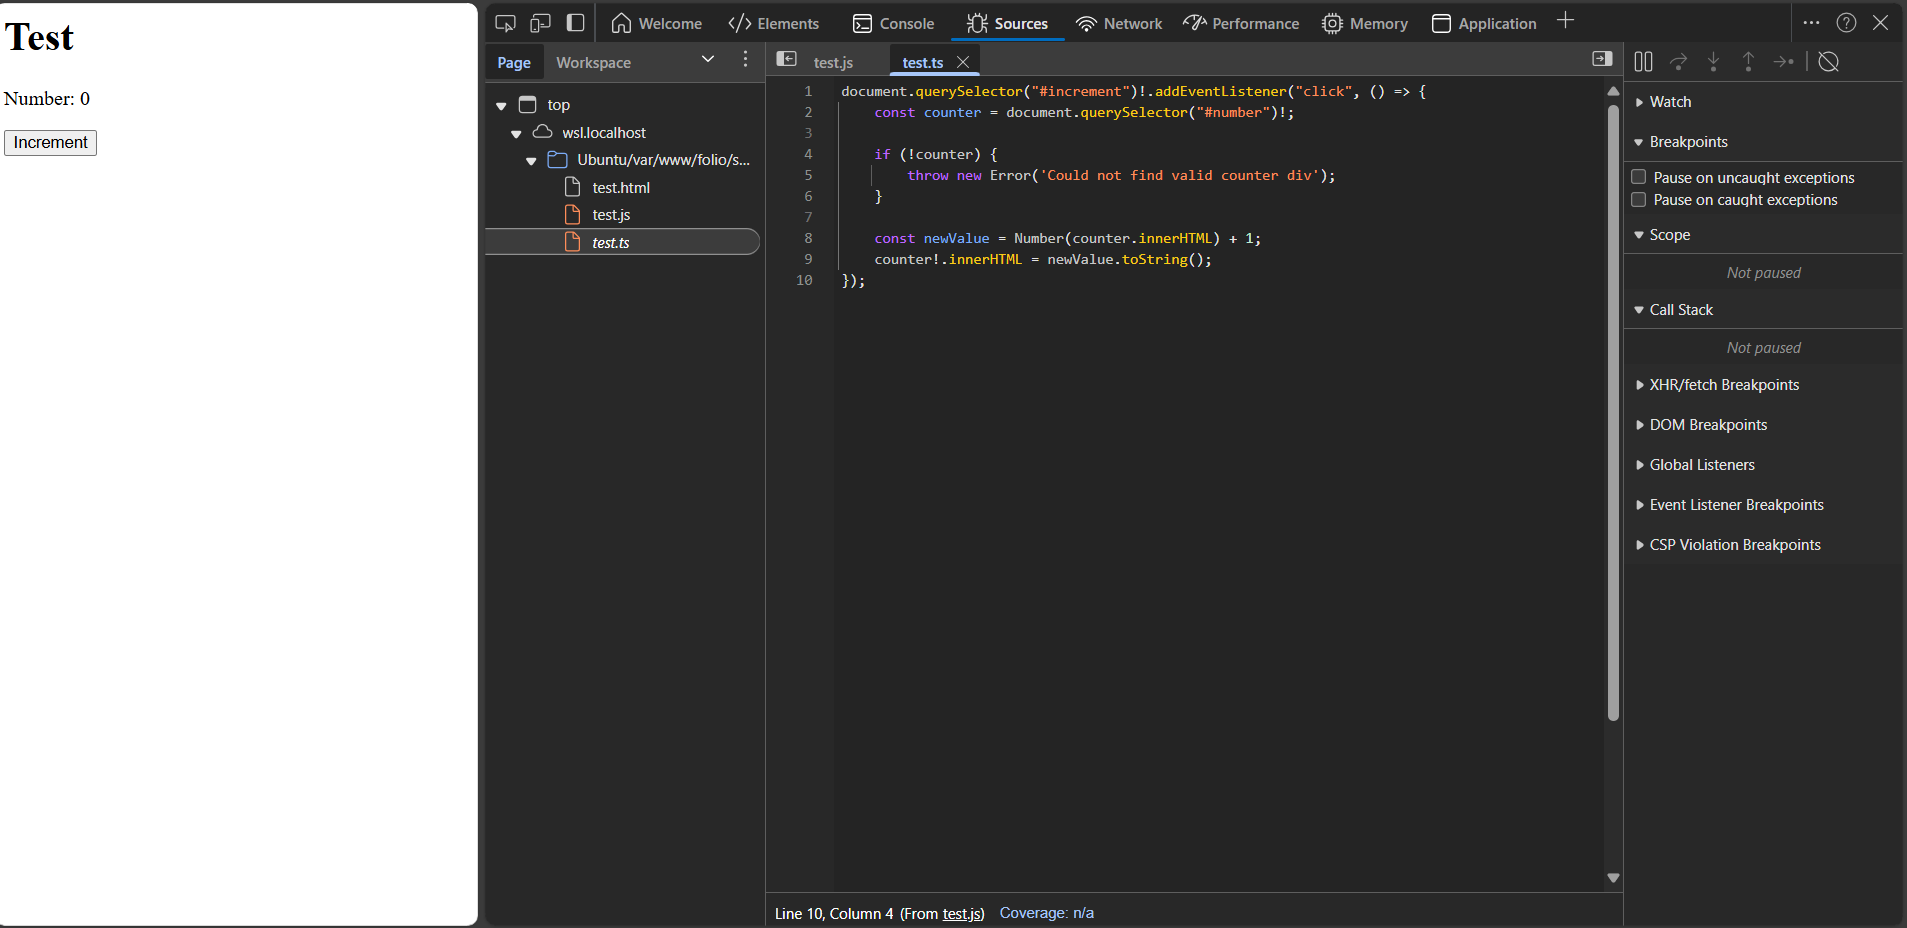 Test
Number: 0
Increment
Welcome Elements Console Sources Network Performance Memory Application
Page Workspace
top
wsl.localhost
Ubuntu/var/www/folio/s...
test.html
test.js
test.ts
test.js test.ts
1 document.querySelector("#increment")!.addEventListener("click", () => {
2     const counter = document.querySelector("#number")!;
3
4     if (!counter) {
5         throw new Error('Could not find valid counter div');
6     }
7
8     const newValue = Number(counter.innerHTML) + 1;
9     counter!.innerHTML = newValue.toString();
10 });
Line 10, Column 4 (From test.js) Coverage: n/a
Watch
Breakpoints
Pause on uncaught exceptions
Pause on caught exceptions
Scope
Not paused
Call Stack
Not paused
XHR/fetch Breakpoints
DOM Breakpoints
Global Listeners
Event Listener Breakpoints
CSP Violation Breakpoints